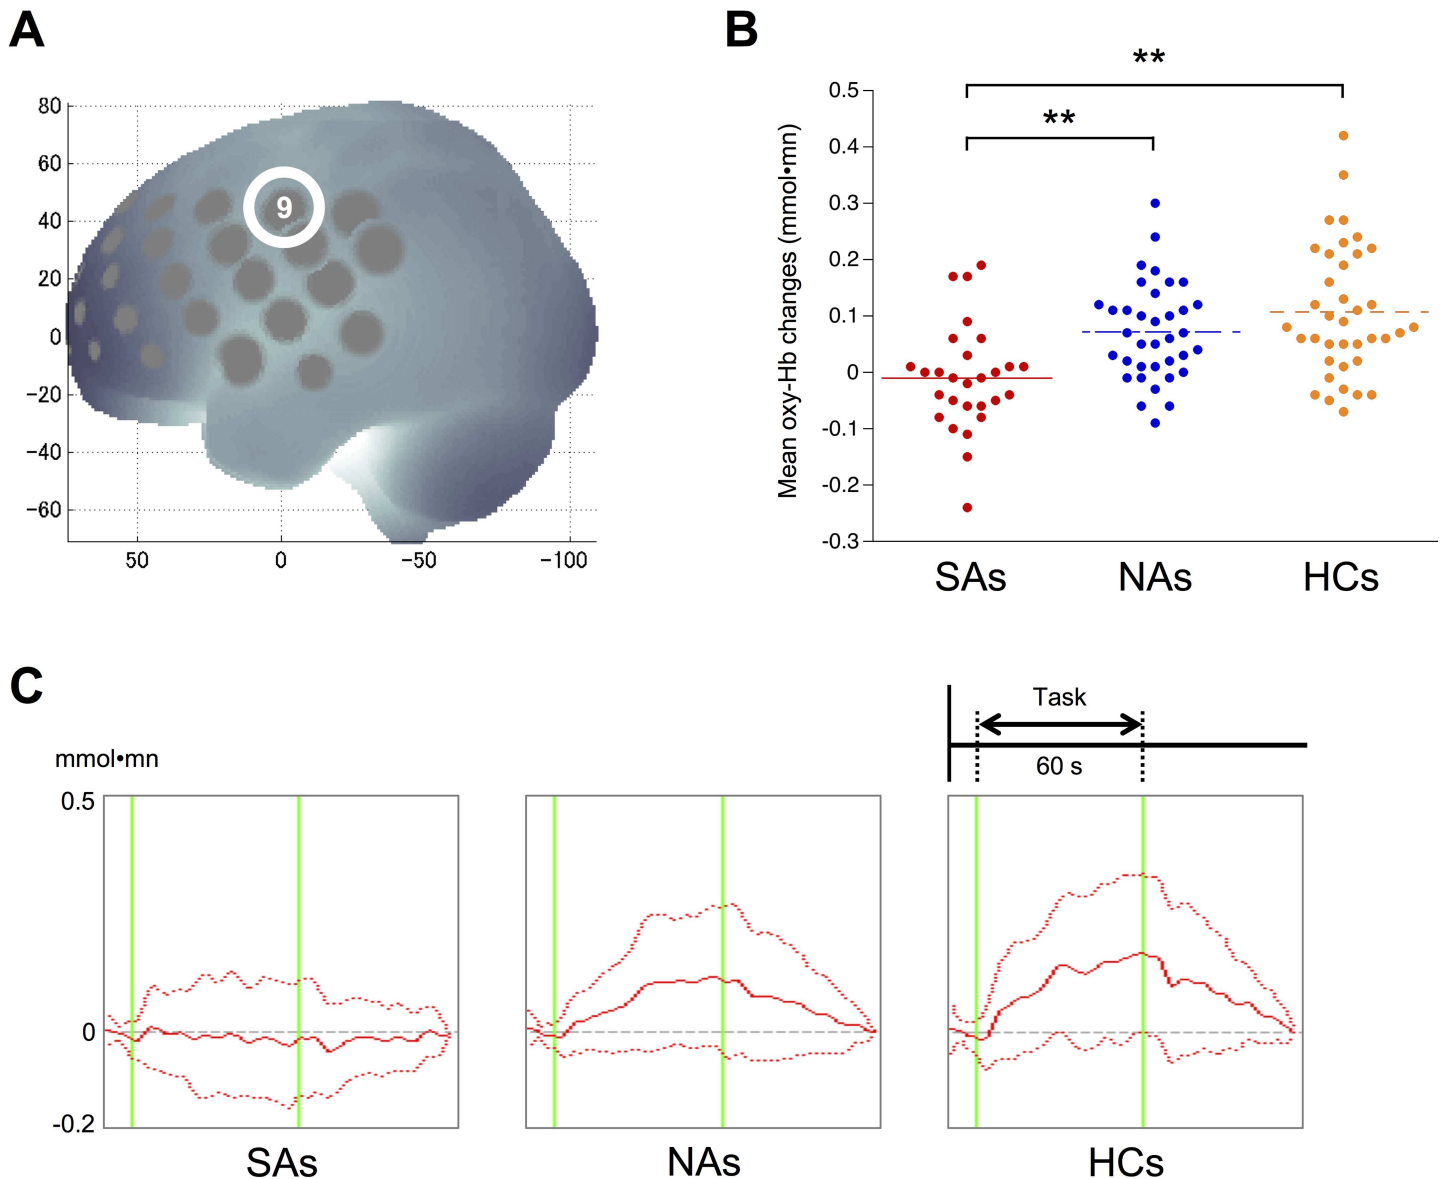 A
80
60
40
20
0
−20
−40
−60
50
0
−50
−100
9
B
**
**
Mean oxy-Hb changes (mmol•mn)
0.5
0.4
0.3
0.2
0.1
0
-0.1
-0.2
-0.3
SAs
NAs
HCs
C
Task
60 s
mmol•mn
0.5
0
-0.2
SAs
NAs
HCs